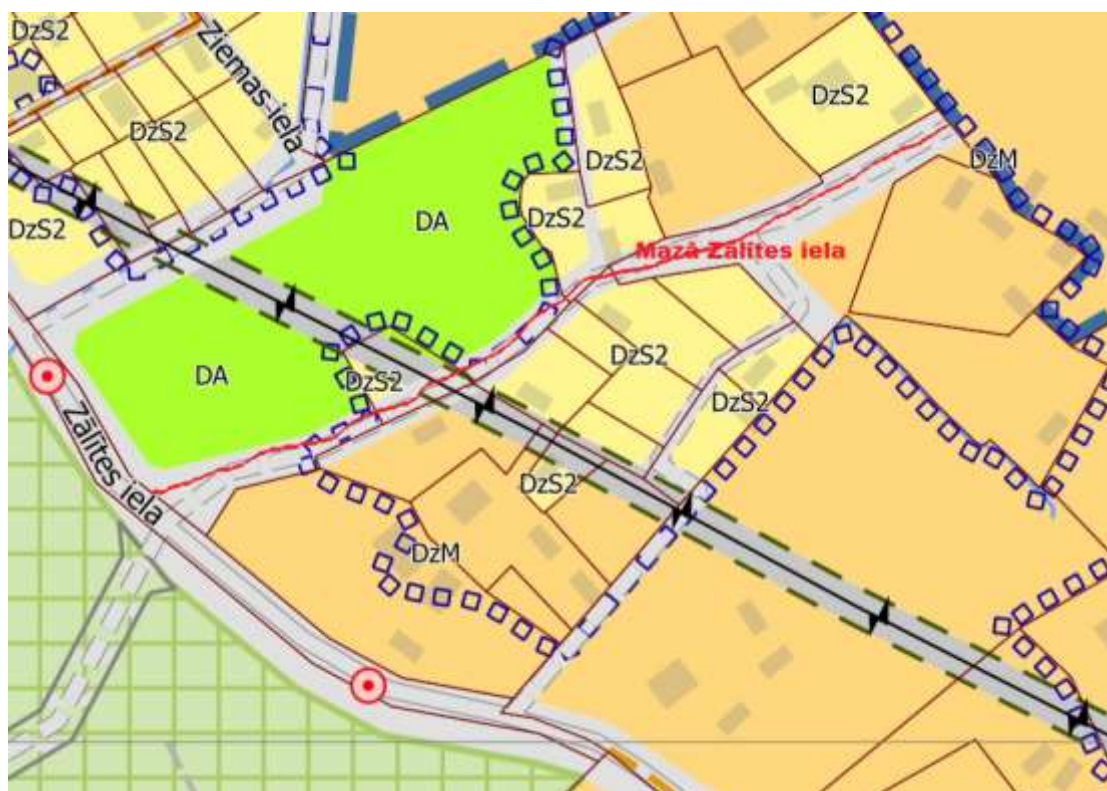 DzS2
Ziemas iela
DzS2
DzS2
DzS2
DzS2
DzM
DzS2
DA
Mazā Zālītes iela
DzS2
DA
DzS2
DzS2
Zālītes iela
DzS2
DzM